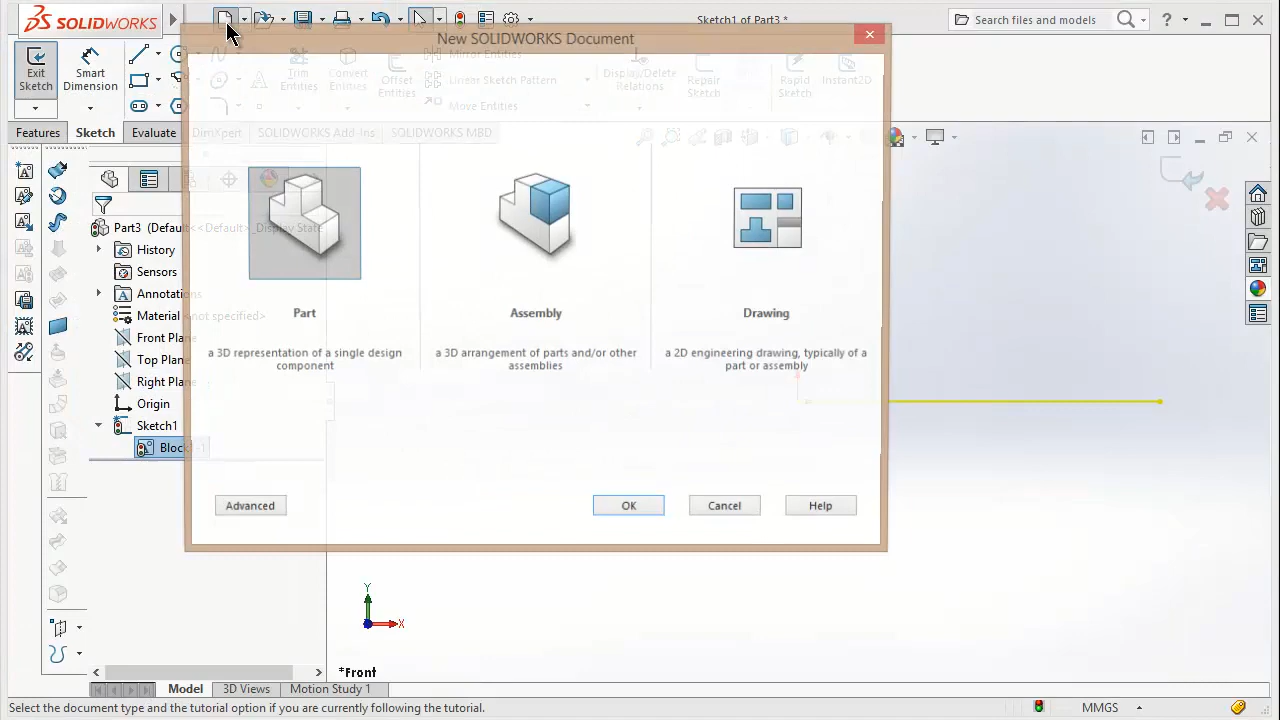 SOLIDWORKS
Sketch1 of Part3 *
Search files and models
New SOLIDWORKS Document
Exit
Sketch
Smart
Dimension
Trim
Entities
Convert
Entities
Offset
Entities
Mirror Entities
Linear Sketch Pattern
Move Entities
Display/Delete
Relations
Repair
Sketch
Rapid
Sketch
Instant2D
Features
Sketch
Evaluate
DimXpert
SOLIDWORKS Add-Ins
SOLIDWORKS MBD
Part3 (Default<<Default>_Display State
History
Sensors
Annotations
Material <not specified>
Front Plane
Top Plane
Right Plane
Origin
Sketch1
Part
Assembly
Drawing
a 3D representation of a single design
component
a 3D arrangement of parts and/or other
assemblies
a 2D engineering drawing, typically of a
part or assembly
Advanced
OK
Cancel
Help
Y
X
*Front
Model
3D Views
Motion Study 1
Select the document type and the tutorial option if you are currently following the tutorial.
MMGS